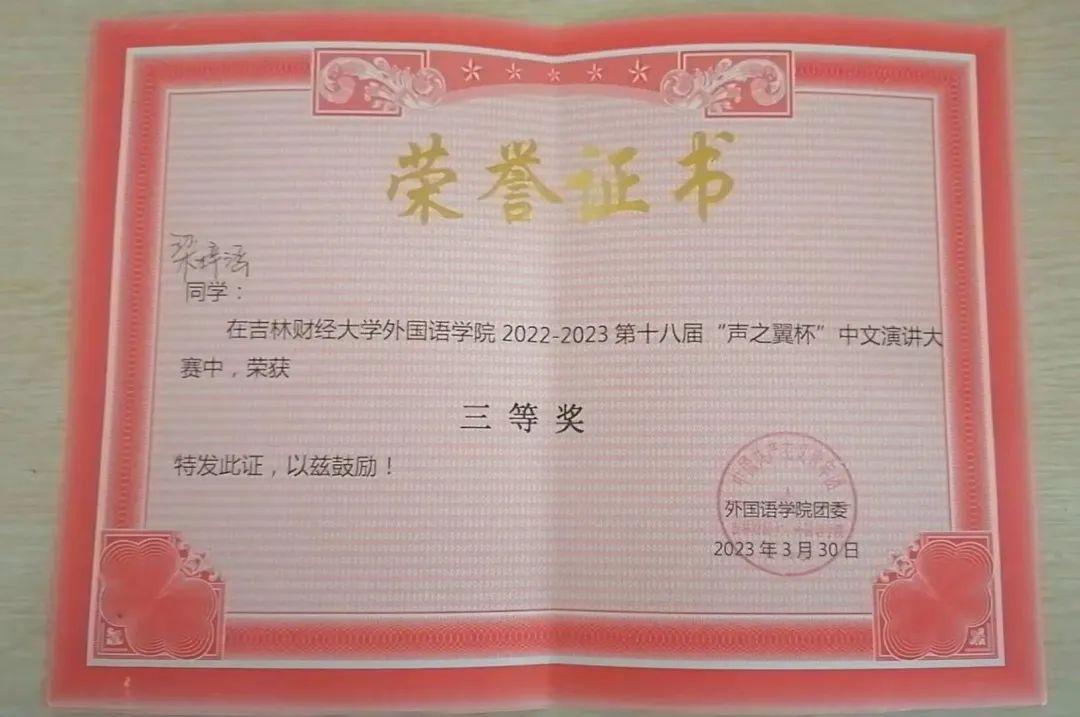 荣誉证书
梁梓涵
同学：
在吉林财经大学外国语学院 2022-2023 第十八届“声之翼杯”中文演讲大
赛中，荣获
三等奖
特发此证，以兹鼓励！
外国语学院团委
2023 年 3 月 30 日